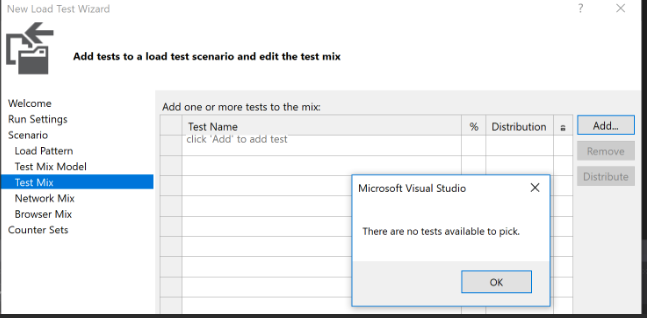 New Load Test Wizard
?
Add tests to a load test scenario and edit the test mix
Welcome
Run Settings
Scenario
Load Pattern
Test Mix Model
Test Mix
Network Mix
Browser Mix
Counter Sets
Add one or more tests to the mix:
Test Name % Distribution
click 'Add' to add test
Add...
Remove
Distribute
Microsoft Visual Studio
There are no tests available to pick.
OK